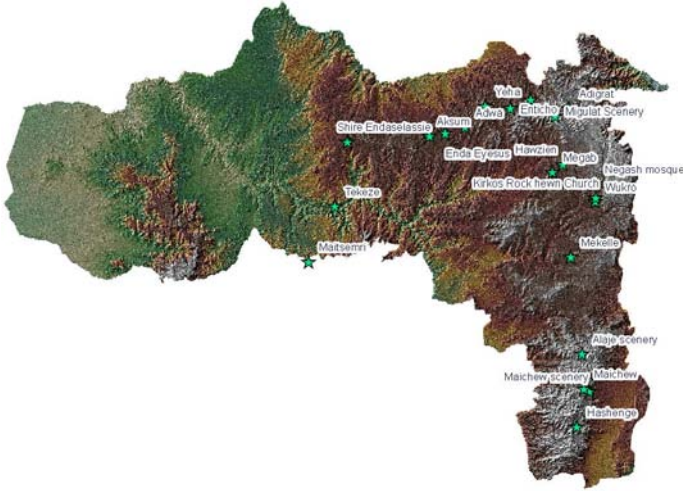 Yeha
Adigrat
Adwa
Enticho
Migulat Scenery
Aksum
Shire Endaselassie
Enda Eyesus
Hawzien
Megab
Negash mosque
Kirkos Rock hewn Church
Wukro
Tekeze
Maitsemri
Mekelle
Alaje scenery
Maichew scenery
Maichew
Hashenge